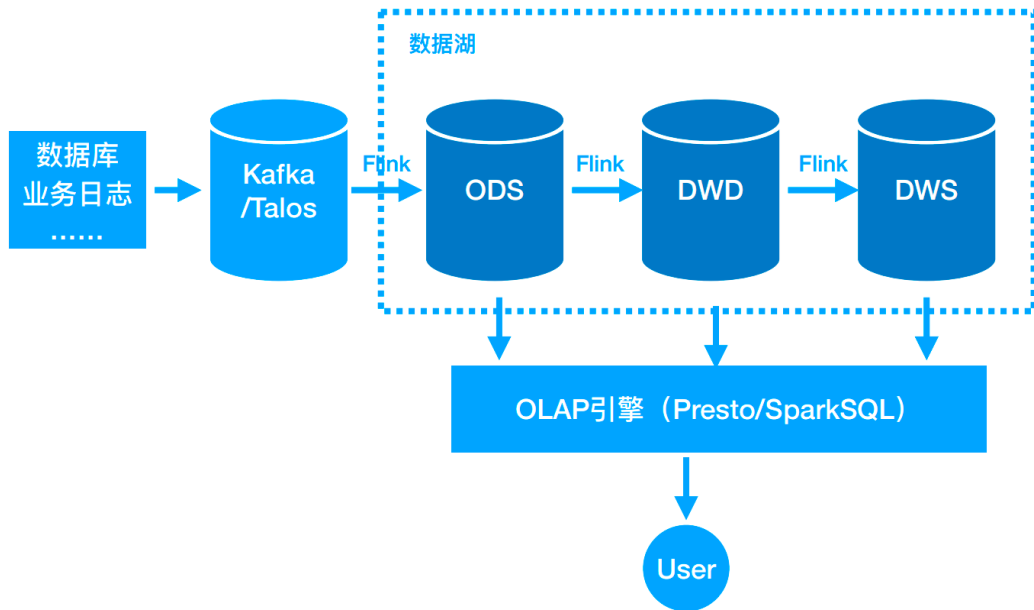 数据湖
数据库
业务日志
……
Kafka
/Talos
Flink
ODS
Flink
DWD
Flink
DWS
OLAP引擎（Presto/SparkSQL）
User